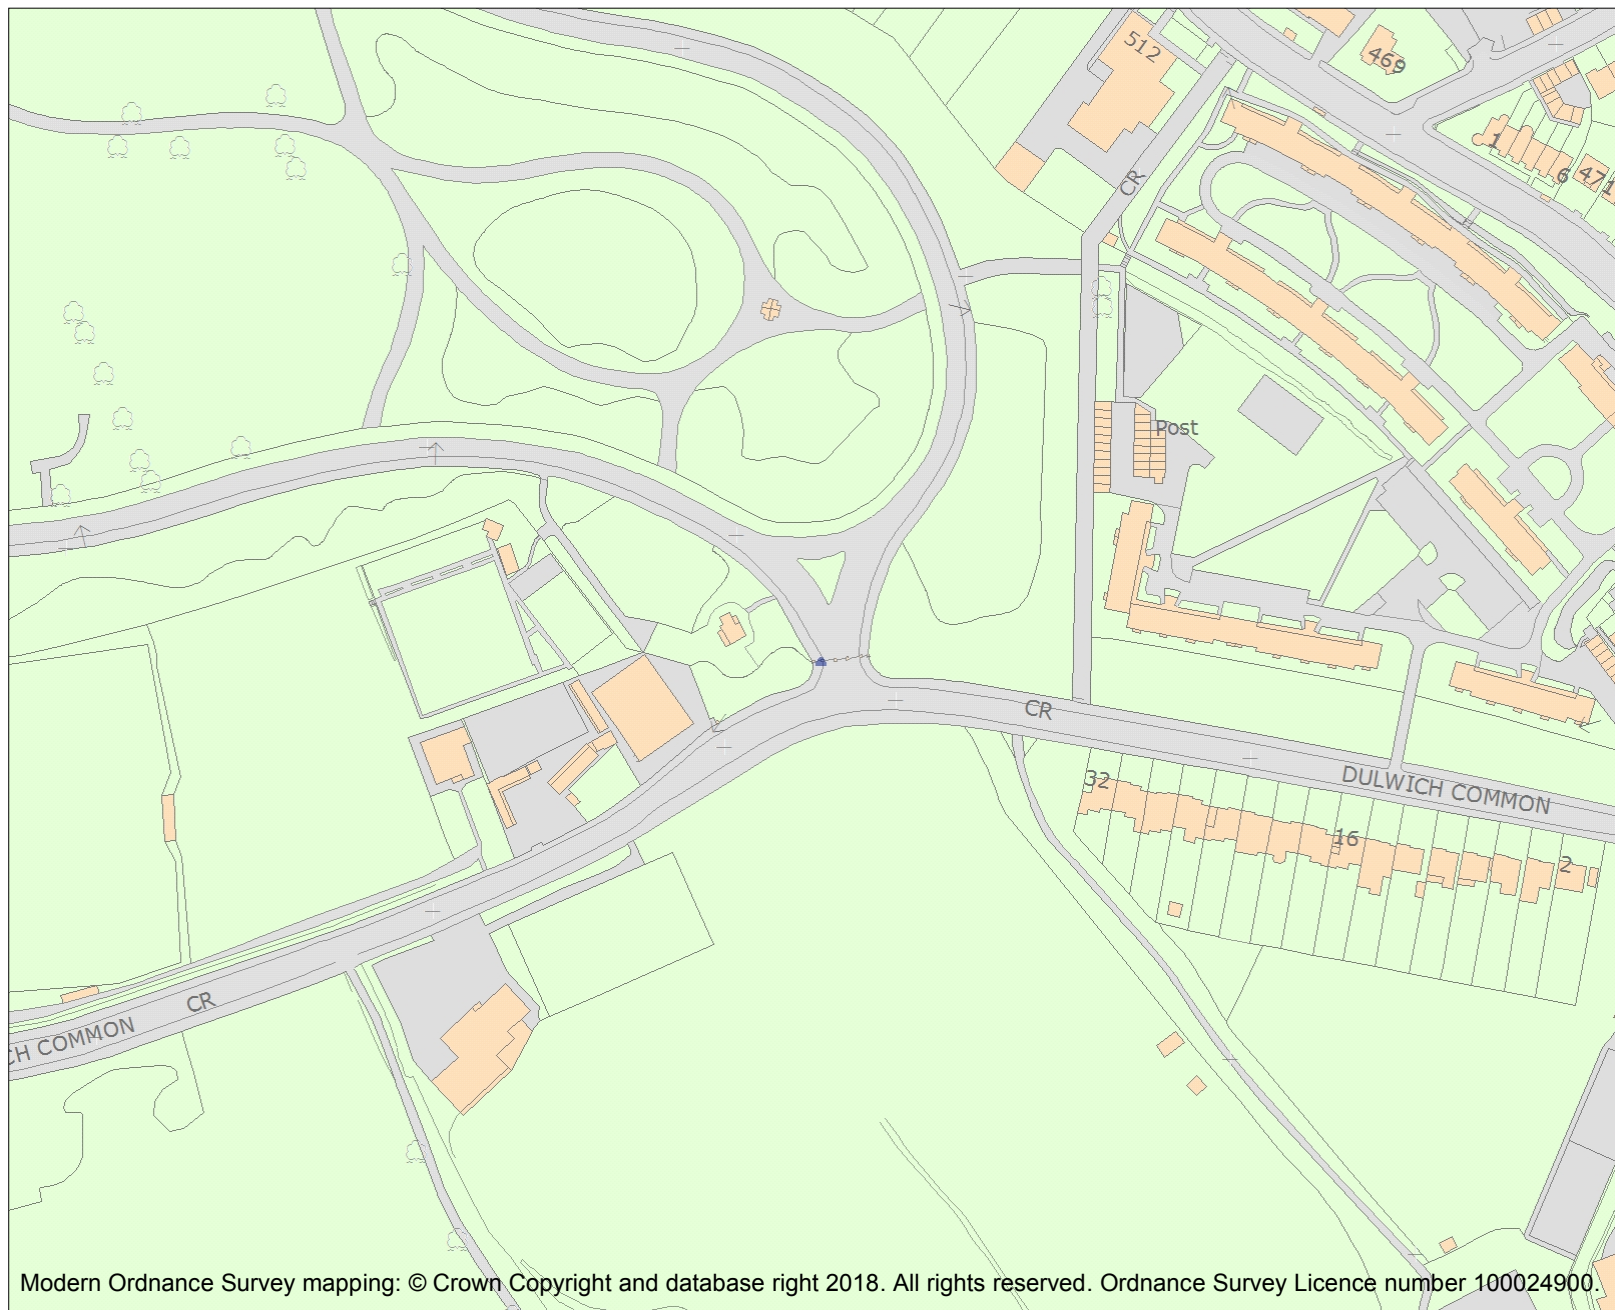 512
469
1
6
471
CR
Post
CR
DULWICH COMMON
32
16
2
CR
CH COMMON
Modern Ordnance Survey mapping: © Crown Copyright and database right 2018. All rights reserved. Ordnance Survey Licence number 100024900.